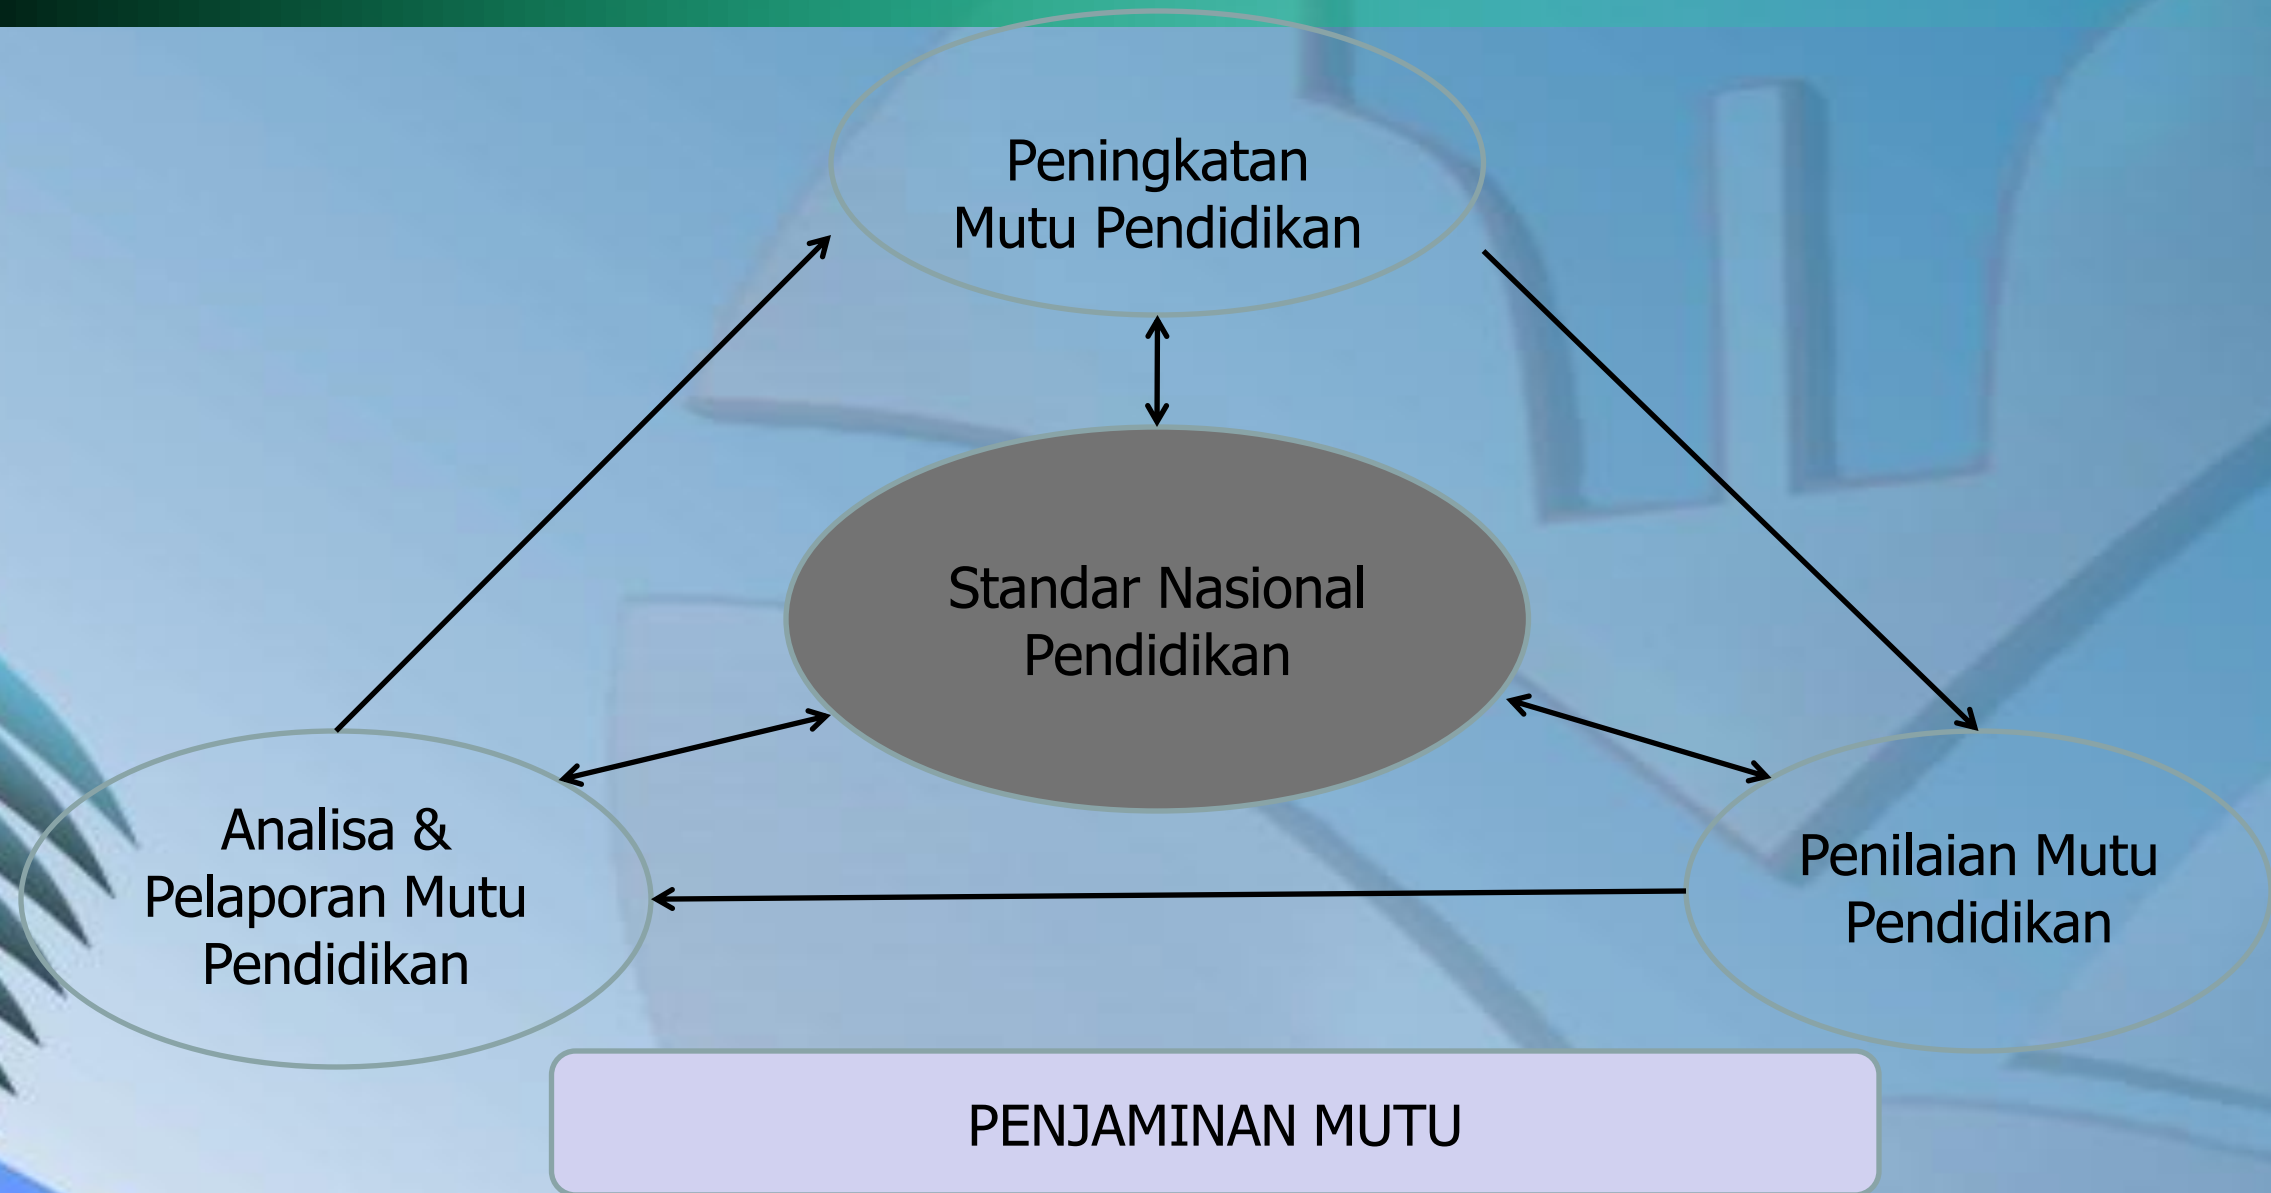 Peningkatan
Mutu Pendidikan
Standar Nasional
Pendidikan
Analisa &
Pelaporan Mutu
Pendidikan
Penilaian Mutu
Pendidikan
PENJAMINAN MUTU